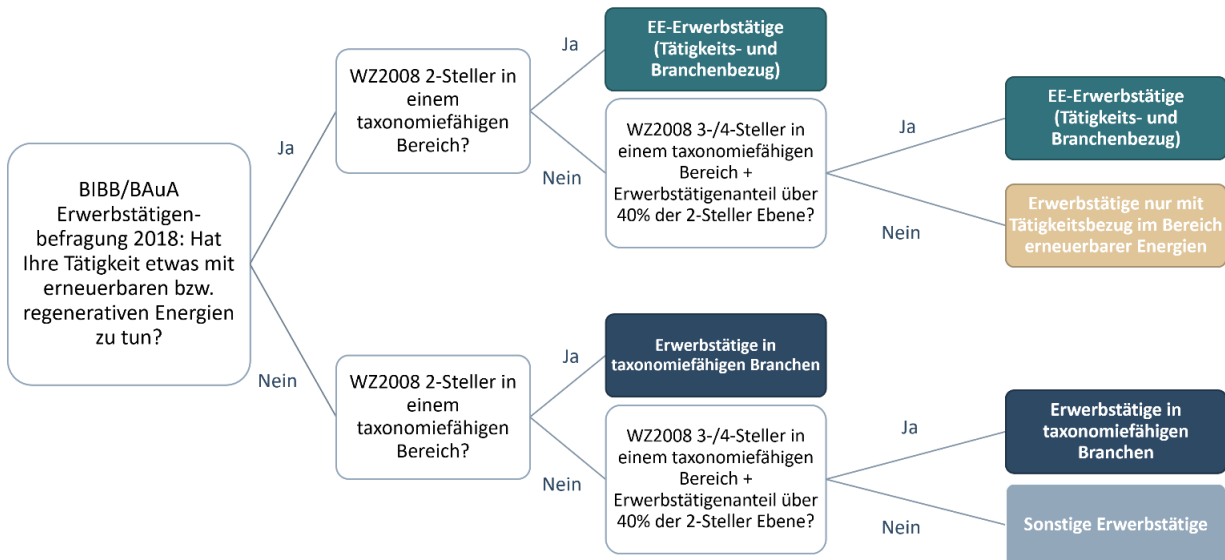 BIBB/BAuA
Erwerbstätigen-
befragung 2018: Hat
Ihre Tätigkeit etwas mit
erneuerbaren bzw.
regenerativen Energien
zu tun?
Ja
WZ2008 2-Steller in
einem
taxonomiefähigen
Bereich?
Ja
EE-Erwerbstätige
(Tätigkeits- und
Branchenbezug)
Nein
WZ2008 3-/4-Steller in
einem taxonomiefähigen
Bereich +
Erwerbstätigenanteil über
40% der 2-Steller Ebene?
Ja
EE-Erwerbstätige
(Tätigkeits- und
Branchenbezug)
Nein
Erwerbstätige nur mit
Tätigkeitsbezug im Bereich
erneuerbarer Energien
Nein
WZ2008 2-Steller in
einem
taxonomiefähigen
Bereich?
Ja
Erwerbstätige in
taxonomiefähigen Branchen
Nein
WZ2008 3-/4-Steller in
einem taxonomiefähigen
Bereich +
Erwerbstätigenanteil über
40% der 2-Steller Ebene?
Ja
Erwerbstätige in
taxonomiefähigen
Branchen
Nein
Sonstige Erwerbstätige